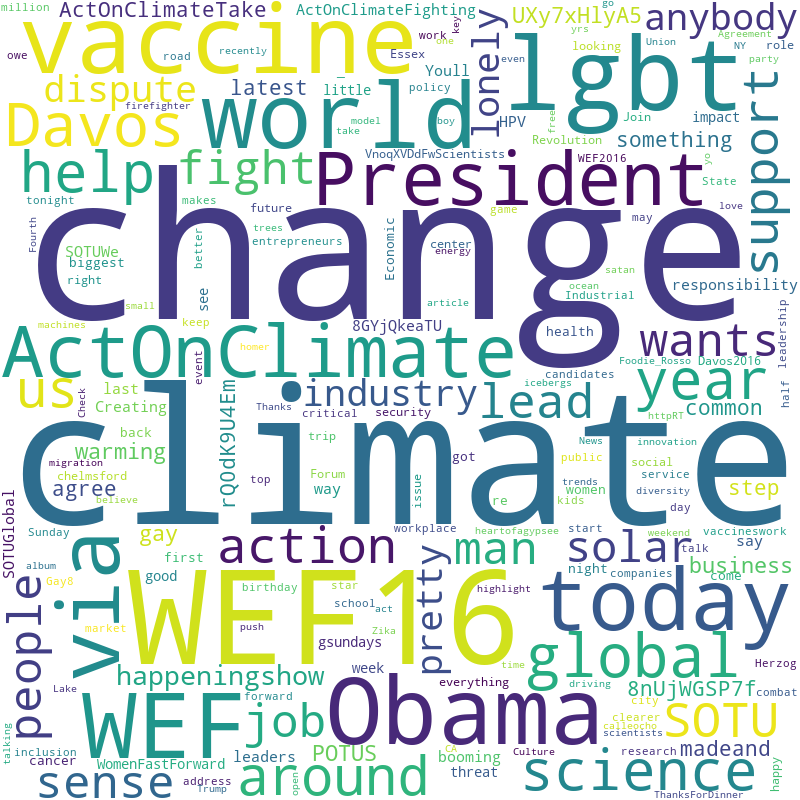 million
ActOnClimateTake
ActOnClimateFighting
key
go
UXy7xHlyA5
anybody
vaccine
owe
road
recently
work
one
Essex
yrs
looking
Agreement
Union
NY
role
dispute
firefighter
latest
little
Youll
policy
even
lonely
lgbt
Join
impact
party
Davos
world
take
model
boy
HPV
free
Revolution
something
support
help
fight
VnoqXVDdFwScientists
President
WEF2016
State
yo
tonight
makes
happy
future
game
may
love
change
Fourth
SOTUWe
biggest
right
better
trees
entrepreneurs
see
Economic
center
energy
article
satan
ocean
Industrial
responsibility
small
machines
keep
homer
8GYjQkeaTU
health
leadership
ActOnClimate
wants
candidates
Foodie_Rosso
Davos2016
us
last
event
Creating
Check
Thanks
industry
critical
security
lead
icebergs
year
half
common
httpRT
back
warming
migration
chelmsford
agree
believe
rQOdK9U4Em
trip
Forum
way
top
issue
got
re
News
innovation
trends
public
social
service
women
kids
diversity
day
step
climate
SOTUGlobal
Sunday
album
Gay8
via
gay
first
good
action
workplace
heartofagypsee
man
start
solar
weekend
talk
vaccineswork
say
business
come
night
companies
people
market
WEF16
push
birthday
star
school
act
Zika
gsundays
week
pretty
highlight
time
today
global
Herzog
happeningshow
everything
driving
8nUjWGSP7f
combat
talking
Lake
WEF
forward
job
Obama
city
clearer
calleocho
scientists
SOTU
inclusion
cancer
sense
WomenFastForward
address
Trump
leaders
around
open
POTUS
CA
booming
threat
Culture
science
research
madeand
ThanksForDinner
happy